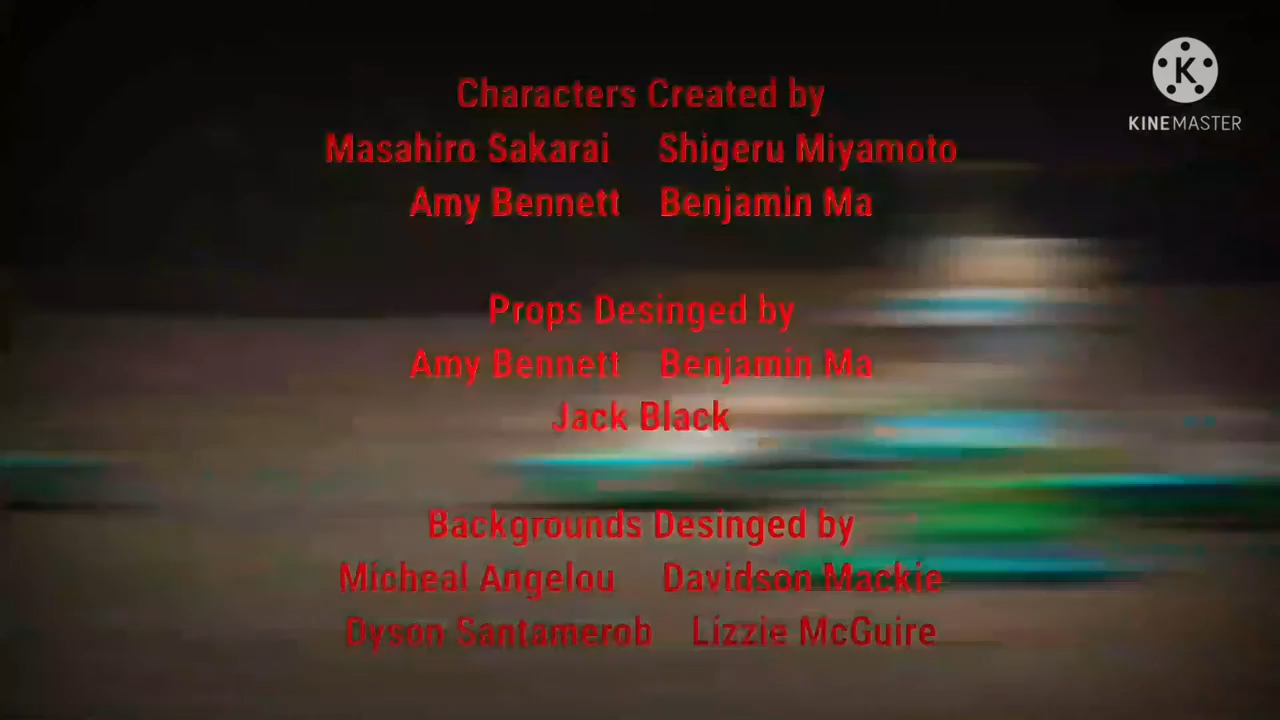 Characters Created by
Masahiro Sakarai Shigeru Miyamoto
Amy Bennett Benjamin Ma
Props Desinged by
Amy Bennett Benjamin Ma
Jack Black
Backgrounds Desinged by
Micheal Angelou Davidson Mackie
Dyson Santamerob Lizzie McGuire
K
KINEMASTER